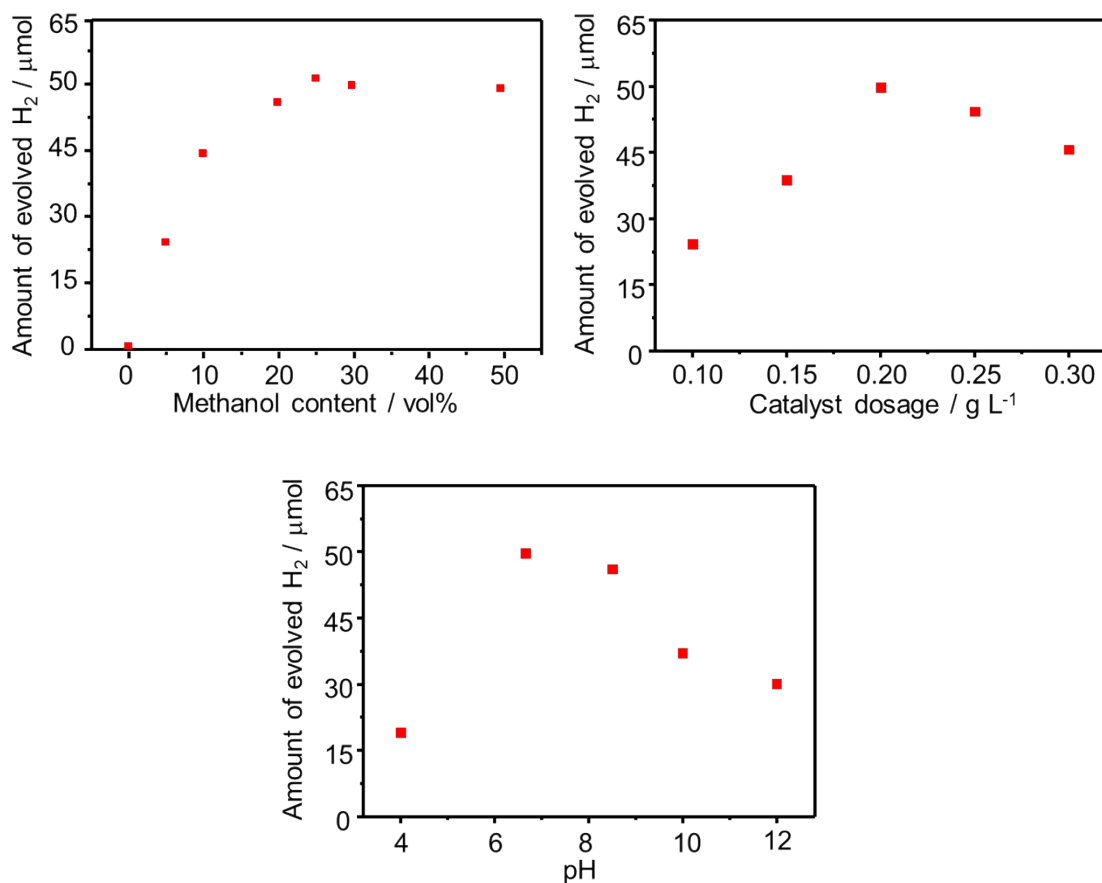 Amount of evolved H₂ / μmol
65
50
45
30
15
0
0 10 20 30 40 50
Methanol content / vol%
Amount of evolved H₂ / μmol
65
50
45
30
15
0
0.10 0.15 0.20 0.25 0.30
Catalyst dosage / g L⁻¹
Amount of evolved H₂ / μmol
65
50
45
30
15
0
4 6 8 10 12
pH